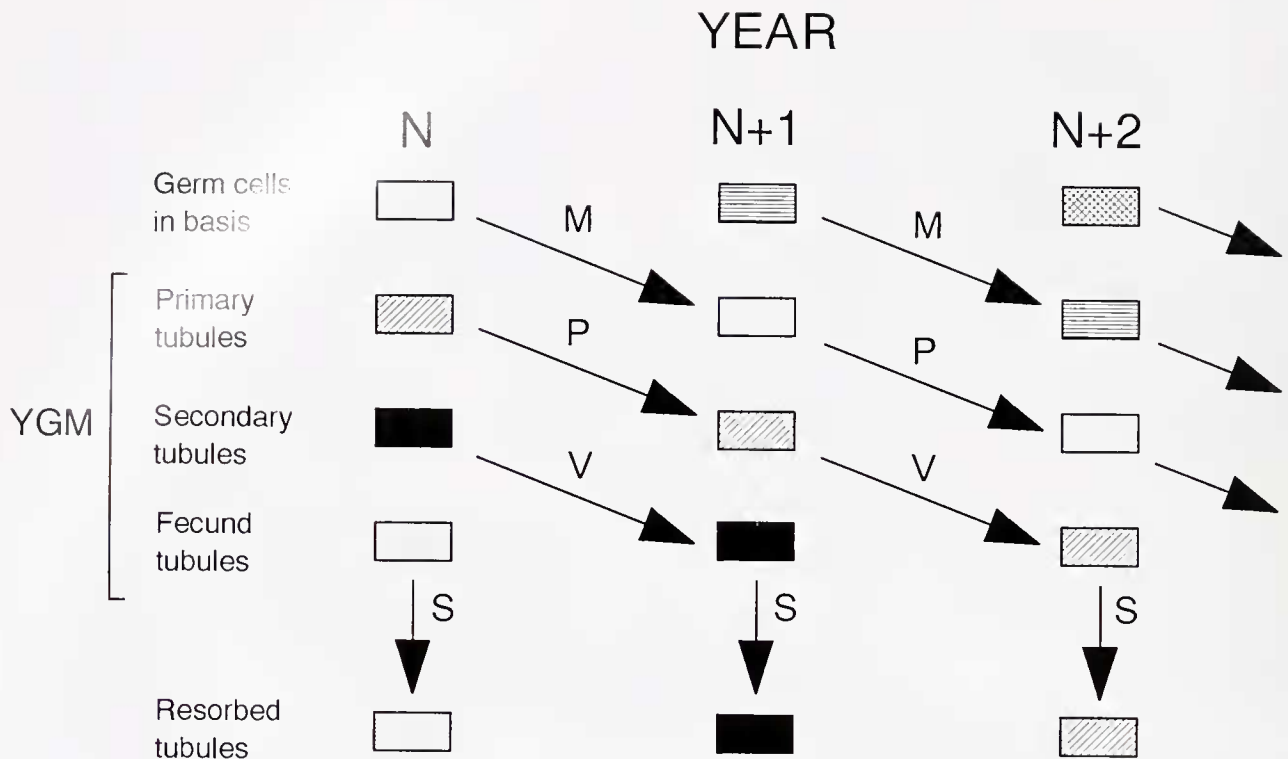 YEAR
N N+1 N+2
Germ cells
in basis
M M
Primary
tubules
P P
YGM
Secondary
tubules
V V
Fecund
tubules
S S S
Resorbed
tubules